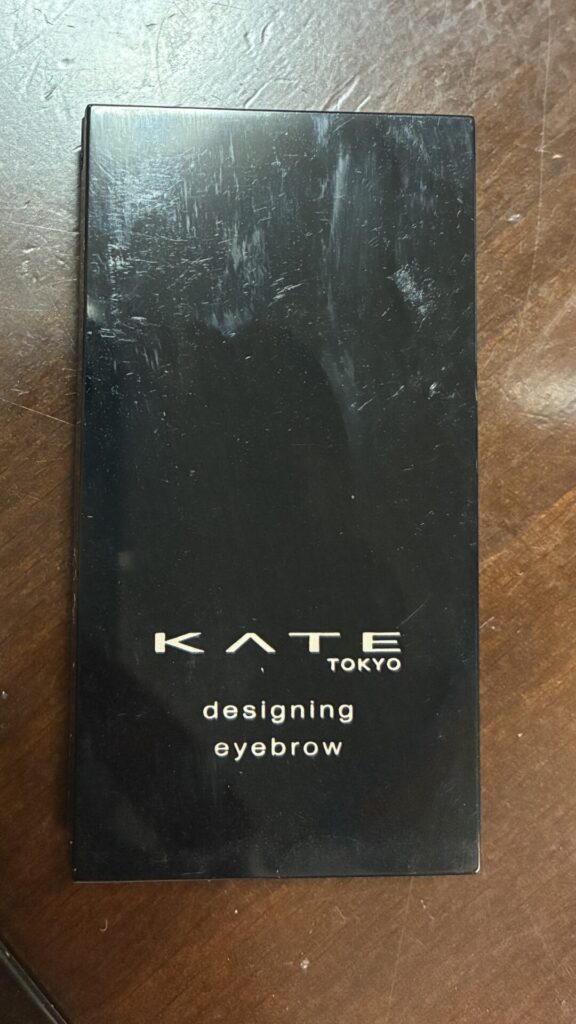 KATE
TOKYO
designing
eyebrow